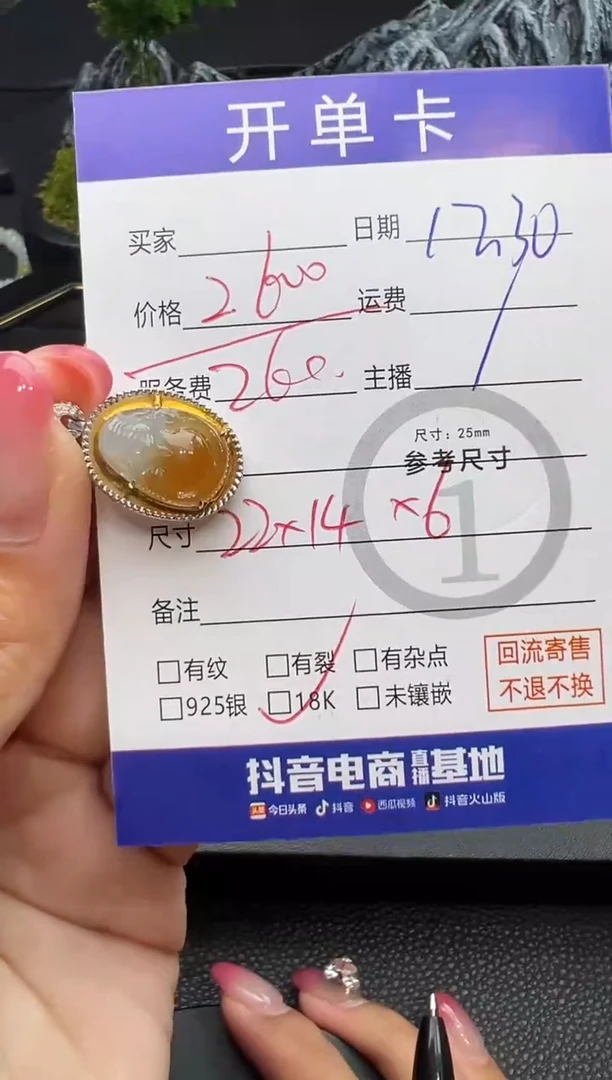 开单卡
买家 日期 12.30
价格 2600 运费
服务费 260. 主播
尺寸：25mm
参考尺寸
1
尺寸 22×14×6
备注
□有纹 □有裂 □有杂点
□925银 □18K □未镶嵌
回流寄售
不退不换
抖音电商直播基地
头条 今日头条 抖音 西瓜视频 抖音火山版